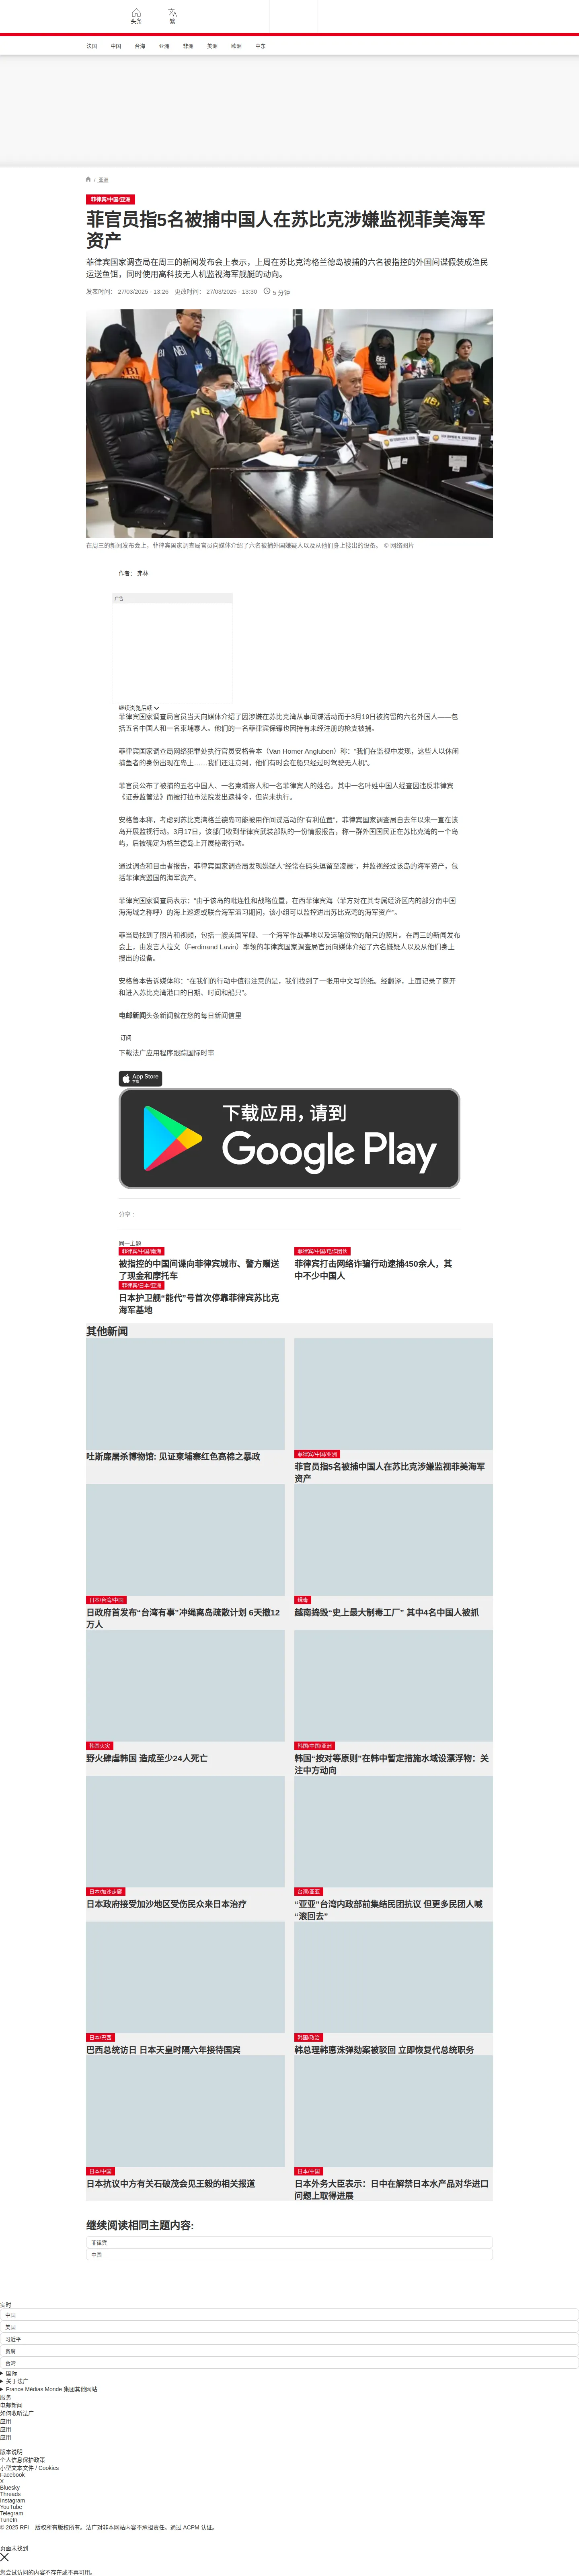 头条
繁
法国
中国
台海
亚洲
非洲
美洲
欧洲
中东
/ 亚洲
菲律宾/中国/亚洲
菲官员指5名被捕中国人在苏比克涉嫌监视菲美海军
资产
菲律宾国家调查局在周三的新闻发布会上表示，上周在苏比克湾格兰德岛被捕的六名被指控的外国间谍假装成渔民
运送鱼饵，同时使用高科技无人机监视海军舰艇的动向。
发表时间： 27/03/2025 - 13:26 更改时间： 27/03/2025 - 13:30 5 分钟
NBI
NBI
在周三的新闻发布会上，菲律宾国家调查局官员向媒体介绍了六名被捕外国嫌疑人以及从他们身上搜出的设备。 © 网络图片
作者： 弗林
广告
继续浏览后续
菲律宾国家调查局官员当天向媒体介绍了因涉嫌在苏比克湾从事间谍活动而于3月19日被拘留的六名外国人——包
括五名中国人和一名柬埔寨人。他们的一名菲律宾保镖也因持有未经注册的枪支被捕。
菲律宾国家调查局网络犯罪处执行官员安格鲁本（Van Homer Angluben）称：“我们在监视中发现，这些人以休闲
捕鱼者的身份出现在岛上……我们还注意到，他们有时会在船只经过时驾驶无人机”。
菲官员公布了被捕的五名中国人、一名柬埔寨人和一名菲律宾人的姓名。其中一名叶姓中国人经查因违反菲律宾
《证券监管法》而被打拉市法院发出逮捕令，但尚未执行。
安格鲁本称，考虑到苏比克湾格兰德岛可能被用作间谍活动的“有利位置”，菲律宾国家调查局自去年以来一直在该
岛开展监视行动。3月17日，该部门收到菲律宾武装部队的一份情报报告，称一群外国国民正在苏比克湾的一个岛
屿，后被确定为格兰德岛上开展秘密行动。
通过调查和目击者报告，菲律宾国家调查局发现嫌疑人“经常在码头逗留至凌晨”，并监视经过该岛的海军资产，包
括菲律宾盟国的海军资产。
菲律宾国家调查局表示：“由于该岛的毗连性和战略位置，在西菲律宾海（菲方对在其专属经济区内的部分南中国
海海域之称呼）的海上巡逻或联合海军演习期间，该小组可以监控进出苏比克湾的海军资产”。
菲当局找到了照片和视频，包括一艘美国军舰、一个海军作战基地以及运输货物的船只的照片。在周三的新闻发布
会上，由发言人拉文（Ferdinand Lavin）率领的菲律宾国家调查局官员向媒体介绍了六名嫌疑人以及从他们身上
搜出的设备。
安格鲁本告诉媒体称：“在我们的行动中值得注意的是，我们找到了一张用中文写的纸。经翻译，上面记录了离开
和进入苏比克湾港口的日期、时间和船只”。
电邮新闻头条新闻就在您的每日新闻信里
订阅
下载法广应用程序跟踪国际时事
App Store
下载
下载应用，请到
Google Play
分享 :
同一主题
菲律宾/中国/南海
被指控的中国间谍向菲律宾城市、警方赠送
了现金和摩托车
菲律宾/中国/电诈团伙
菲律宾打击网络诈骗行动逮捕450余人，其
中不少中国人
菲律宾/日本/亚洲
日本护卫舰“能代”号首次停靠菲律宾苏比克
海军基地
其他新闻
吐斯廉屠杀博物馆: 见证柬埔寨红色高棉之暴政
菲律宾/中国/亚洲
菲官员指5名被捕中国人在苏比克涉嫌监视菲美海军
资产
日本/台湾/中国
日政府首发布“台湾有事”冲绳离岛疏散计划 6天撤12
万人
缉毒
越南捣毁“史上最大制毒工厂” 其中4名中国人被抓
韩国火灾
野火肆虐韩国 造成至少24人死亡
韩国/中国/亚洲
韩国“按对等原则”在韩中暂定措施水域设漂浮物：关
注中方动向
日本/加沙走廊
日本政府接受加沙地区受伤民众来日本治疗
台湾/亚亚
“亚亚”台湾内政部前集结民团抗议 但更多民团人喊
“滚回去”
日本/巴西
巴西总统访日 日本天皇时隔六年接待国宾
韩国/政治
韩总理韩悳洙弹劾案被驳回 立即恢复代总统职务
日本/中国
日本抗议中方有关石破茂会见王毅的相关报道
日本/中国
日本外务大臣表示：日中在解禁日本水产品对华进口
问题上取得进展
继续阅读相同主题内容:
菲律宾
中国
实时
中国
美国
习近平
贪腐
台湾
国际
关于法广
France Médias Monde 集团其他网站
服务
电邮新闻
如何收听法广
应用
应用
应用
版本说明
个人信息保护政策
小型文本文件 / Cookies
Facebook
X
Bluesky
Threads
Instagram
YouTube
Telegram
TuneIn
© 2025 RFI – 版权所有版权所有。法广对非本网站内容不承担责任。通过 ACPM 认证。
页面未找到
您尝试访问的内容不存在或不再可用。